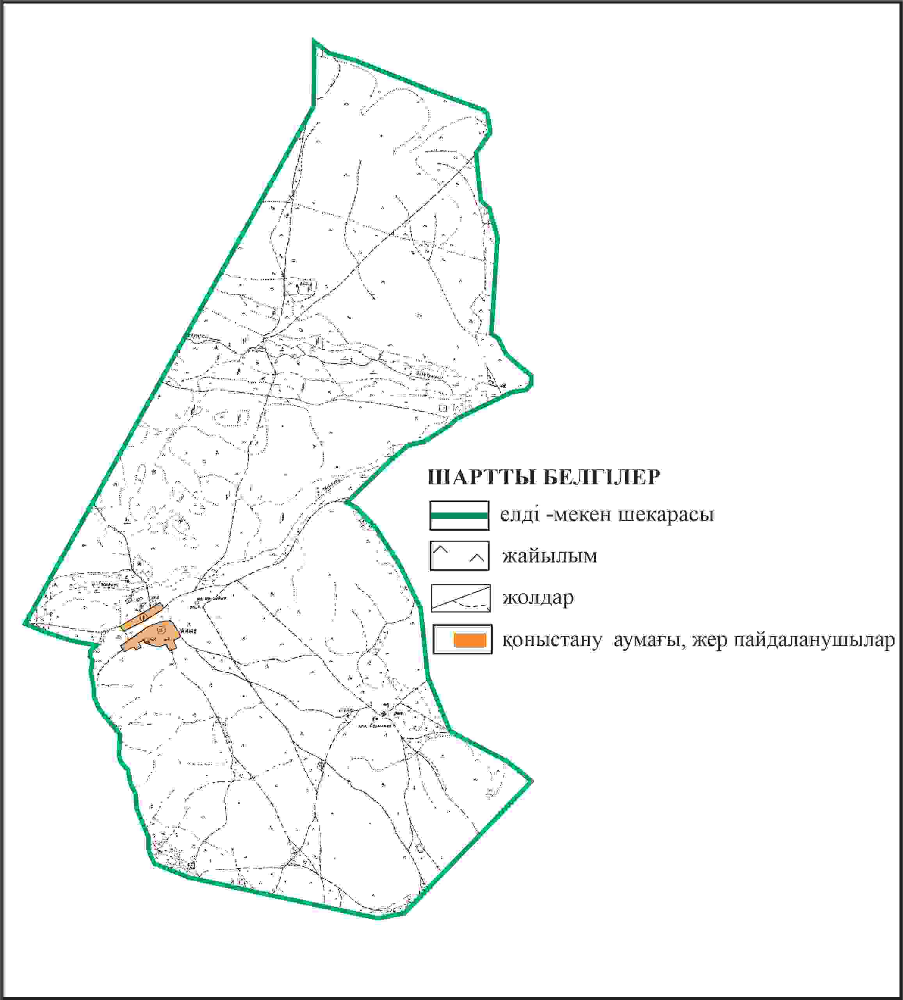 ШАРТТЫ БЕЛГІЛЕР
елді -мекен шекарасы
жайылым
жолдар
қоныстану аумағы, жер пайдаланушылар